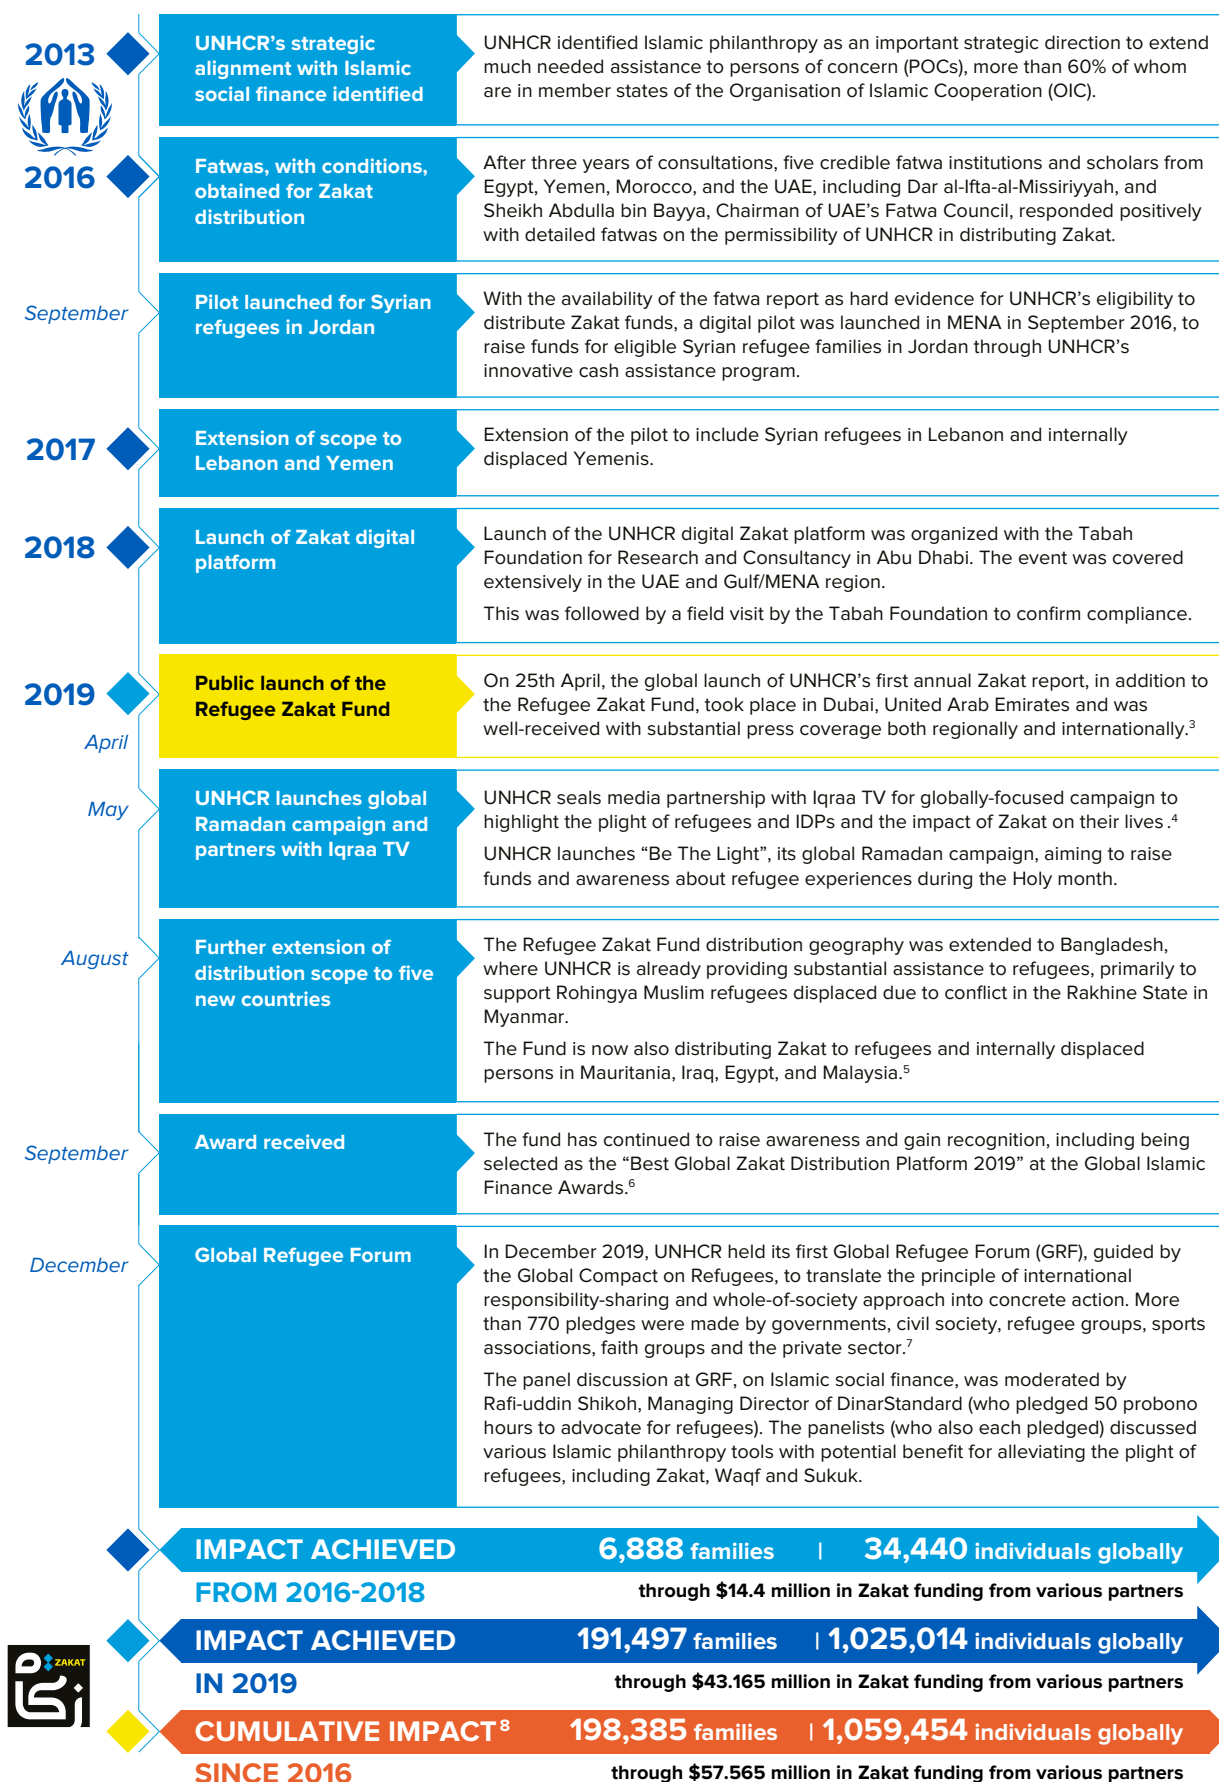 2013
UNHCR's strategic
alignment with Islamic
social finance identified
UNHCR identified Islamic philanthropy as an important strategic direction to extend
much needed assistance to persons of concern (POCs), more than 60% of whom
are in member states of the Organisation of Islamic Cooperation (OIC).
2016
Fatwas, with conditions,
obtained for Zakat
distribution
After three years of consultations, five credible fatwa institutions and scholars from
Egypt, Yemen, Morocco, and the UAE, including Dar al-Ifta-al-Missiriyyah, and
Sheikh Abdulla bin Bayya, Chairman of UAE's Fatwa Council, responded positively
with detailed fatwas on the permissibility of UNHCR in distributing Zakat.
September
Pilot launched for Syrian
refugees in Jordan
With the availability of the fatwa report as hard evidence for UNHCR's eligibility to
distribute Zakat funds, a digital pilot was launched in MENA in September 2016, to
raise funds for eligible Syrian refugee families in Jordan through UNHCR's
innovative cash assistance program.
2017
Extension of scope to
Lebanon and Yemen
Extension of the pilot to include Syrian refugees in Lebanon and internally
displaced Yemenis.
2018
Launch of Zakat digital
platform
Launch of the UNHCR digital Zakat platform was organized with the Tabah
Foundation for Research and Consultancy in Abu Dhabi. The event was covered
extensively in the UAE and Gulf/MENA region.
This was followed by a field visit by the Tabah Foundation to confirm compliance.
2019
April
Public launch of the
Refugee Zakat Fund
On 25th April, the global launch of UNHCR's first annual Zakat report, in addition to
the Refugee Zakat Fund, took place in Dubai, United Arab Emirates and was
well-received with substantial press coverage both regionally and internationally.3
May
UNHCR launches global
Ramadan campaign and
partners with Iqraa TV
UNHCR seals media partnership with Iqraa TV for globally-focused campaign to
highlight the plight of refugees and IDPs and the impact of Zakat on their lives.4
UNHCR launches “Be The Light”, its global Ramadan campaign, aiming to raise
funds and awareness about refugee experiences during the Holy month.
August
Further extension of
distribution scope to five
new countries
The Refugee Zakat Fund distribution geography was extended to Bangladesh,
where UNHCR is already providing substantial assistance to refugees, primarily to
support Rohingya Muslim refugees displaced due to conflict in the Rakhine State in
Myanmar.
The Fund is now also distributing Zakat to refugees and internally displaced
persons in Mauritania, Iraq, Egypt, and Malaysia.5
September
Award received
The fund has continued to raise awareness and gain recognition, including being
selected as the “Best Global Zakat Distribution Platform 2019” at the Global Islamic
Finance Awards.6
December
Global Refugee Forum
In December 2019, UNHCR held its first Global Refugee Forum (GRF), guided by
the Global Compact on Refugees, to translate the principle of international
responsibility-sharing and whole-of-society approach into concrete action. More
than 770 pledges were made by governments, civil society, refugee groups, sports
associations, faith groups and the private sector.7
The panel discussion at GRF, on Islamic social finance, was moderated by
Rafi-uddin Shikoh, Managing Director of DinarStandard (who pledged 50 probono
hours to advocate for refugees). The panelists (who also each pledged) discussed
various Islamic philanthropy tools with potential benefit for alleviating the plight of
refugees, including Zakat, Waqf and Sukuk.
IMPACT ACHIEVED 6,888 families | 34,440 individuals globally
FROM 2016-2018 through $14.4 million in Zakat funding from various partners
IMPACT ACHIEVED 191,497 families | 1,025,014 individuals globally
IN 2019 through $43.165 million in Zakat funding from various partners
ZAKAT
زكاة
CUMULATIVE IMPACT8 198,385 families | 1,059,454 individuals globally
SINCE 2016 through $57.565 million in Zakat funding from various partners